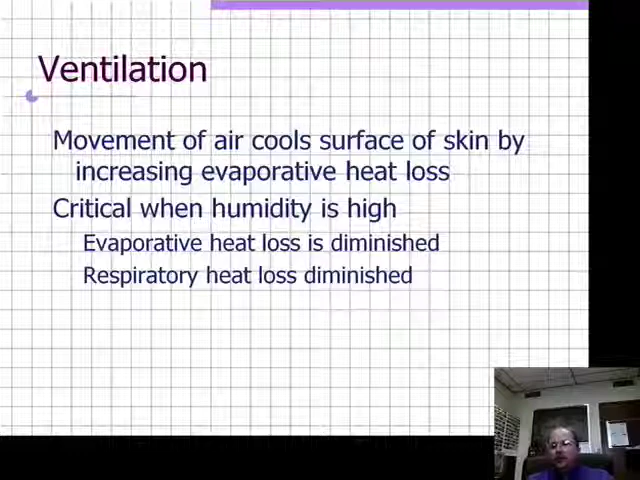 Ventilation
Movement of air cools surface of skin by
increasing evaporative heat loss
Critical when humidity is high
Evaporative heat loss is diminished
Respiratory heat loss diminished